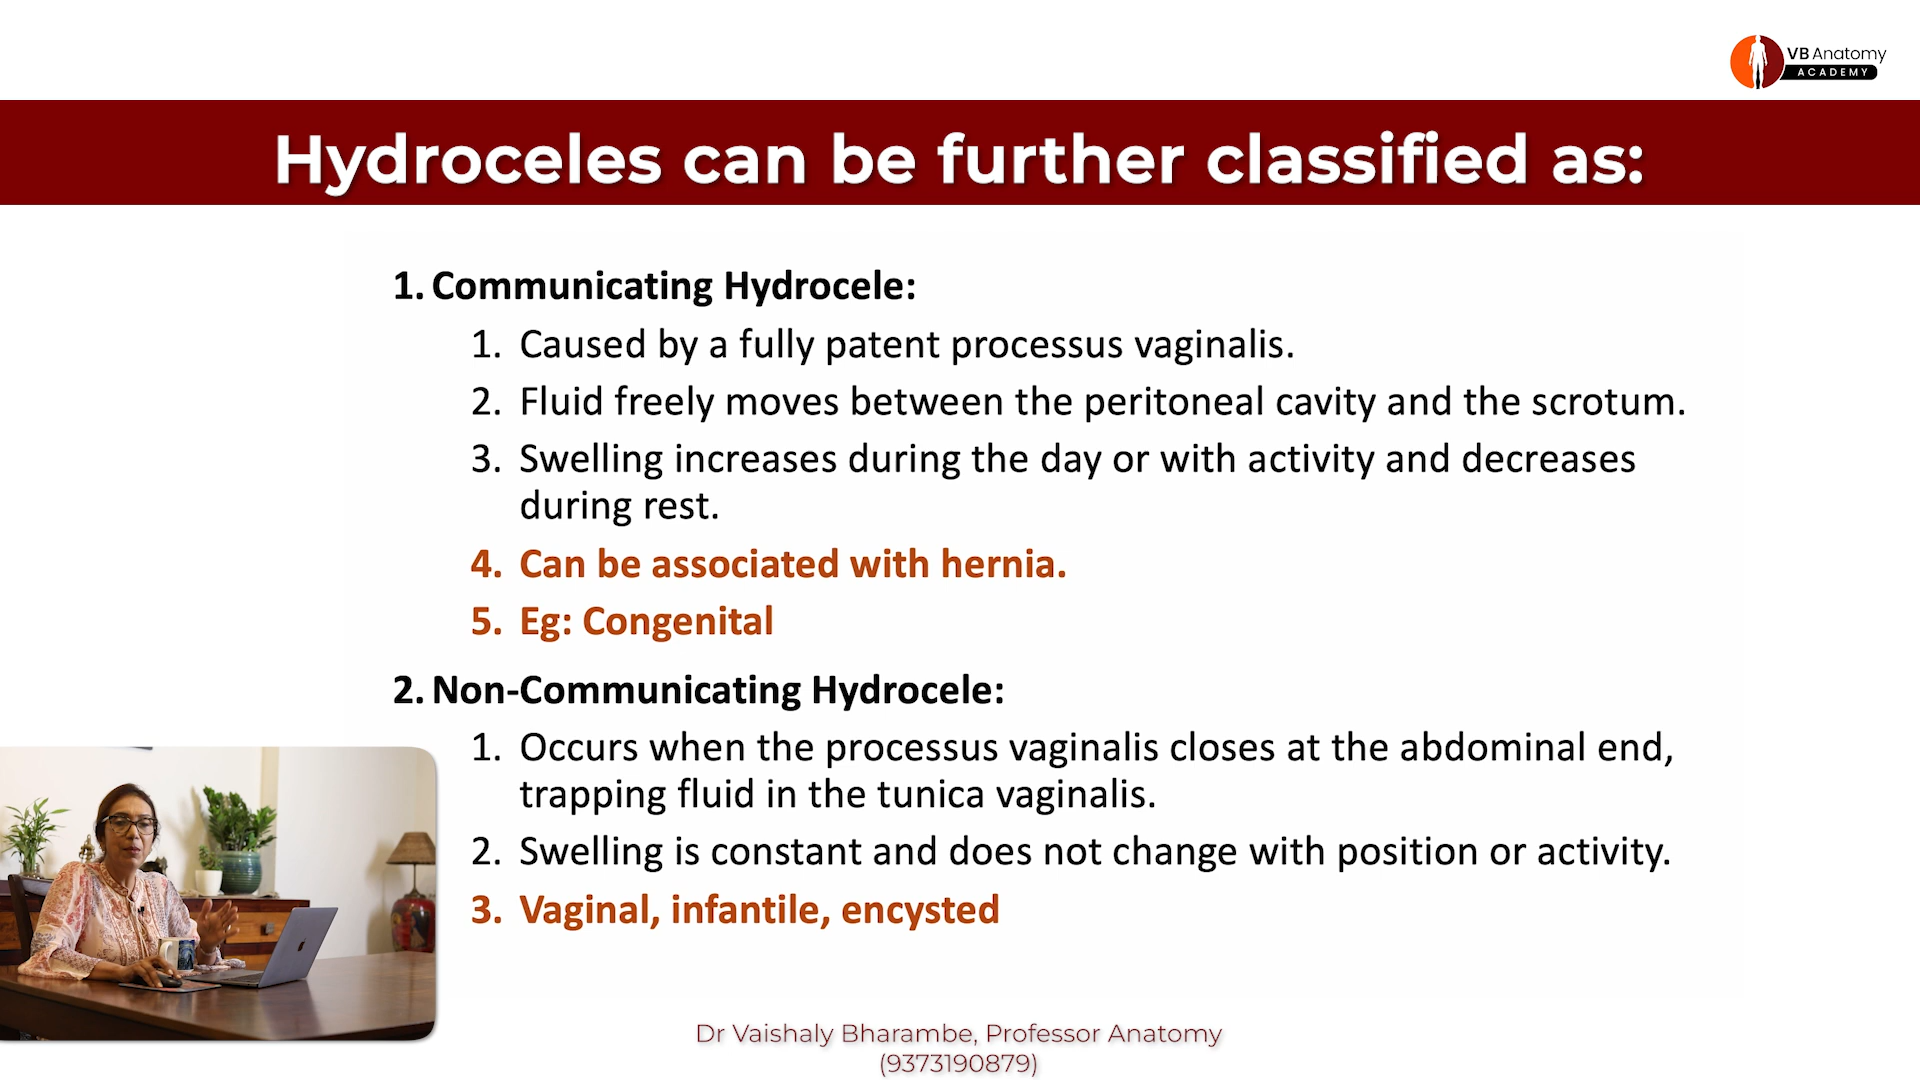 VB Anatomy
ACADEMY
Hydroceles can be further classified as:
1. Communicating Hydrocele:
1. Caused by a fully patent processus vaginalis.
2. Fluid freely moves between the peritoneal cavity and the scrotum.
3. Swelling increases during the day or with activity and decreases
during rest.
4. Can be associated with hernia.
5. Eg: Congenital
2. Non-Communicating Hydrocele:
1. Occurs when the processus vaginalis closes at the abdominal end,
trapping fluid in the tunica vaginalis.
2. Swelling is constant and does not change with position or activity.
3. Vaginal, infantile, encysted
Dr Vaishaly Bharambe, Professor Anatomy
(9373190879)